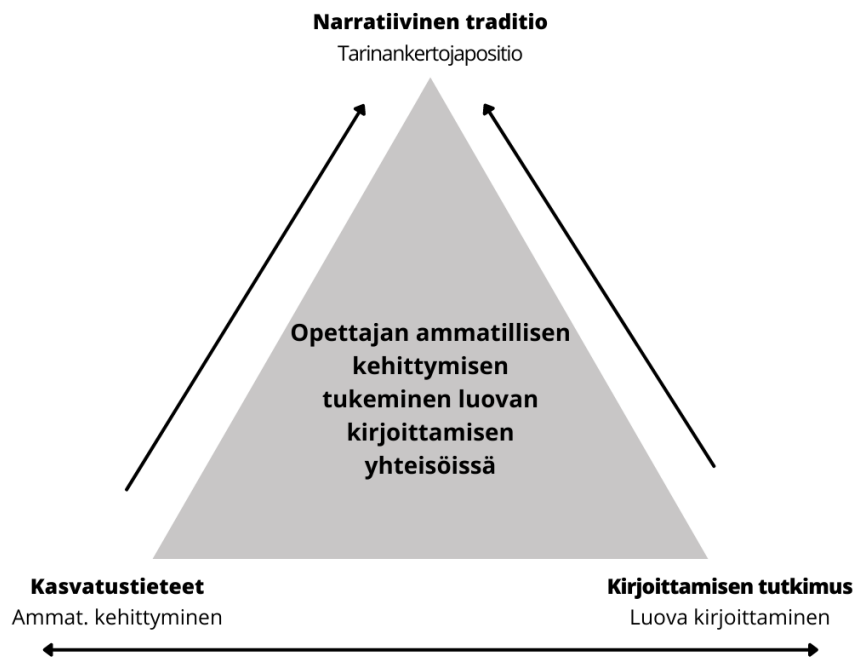 Narratiivinen traditio
Tarinankertojapositio
Opettajan ammatillisen
kehittymisen
tukeminen luovan
kirjoittamisen
yhteisöissä
Kasvatustieteet
Ammat. kehittyminen
Kirjoittamisen tutkimus
Luova kirjoittaminen